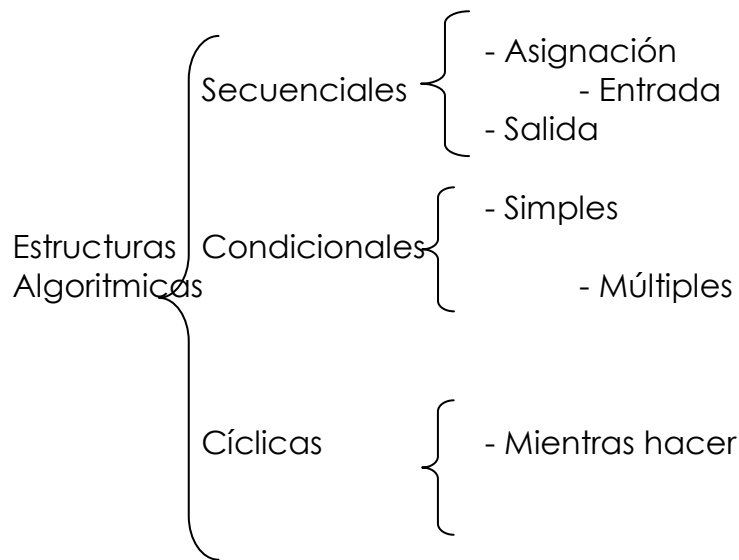 Estructuras
Algoritmicas
Secuenciales
- Asignación
- Entrada
- Salida
Condicionales
- Simples
- Múltiples
Cíclicas
- Mientras hacer